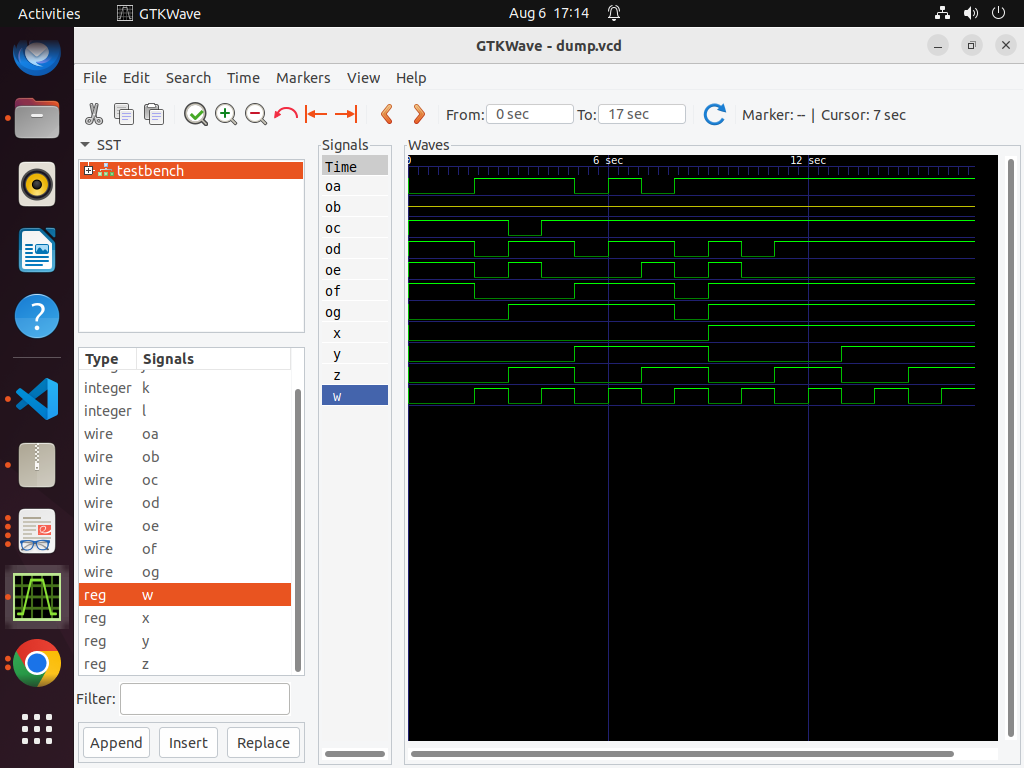 Activities GTKWave Aug 6 17:14
GTKWave - dump.vcd
File Edit Search Time Markers View Help
From: 0 sec To: 17 sec Marker: -- | Cursor: 7 sec
SST
testbench
Type Signals
integer k
integer l
wire oa
wire ob
wire oc
wire od
wire oe
wire of
wire og
reg w
reg x
reg y
reg z
Filter:
Append Insert Replace
Signals
Time
oa
ob
oc
od
oe
of
og
x
y
z
w
Waves
0 6 sec 12 sec